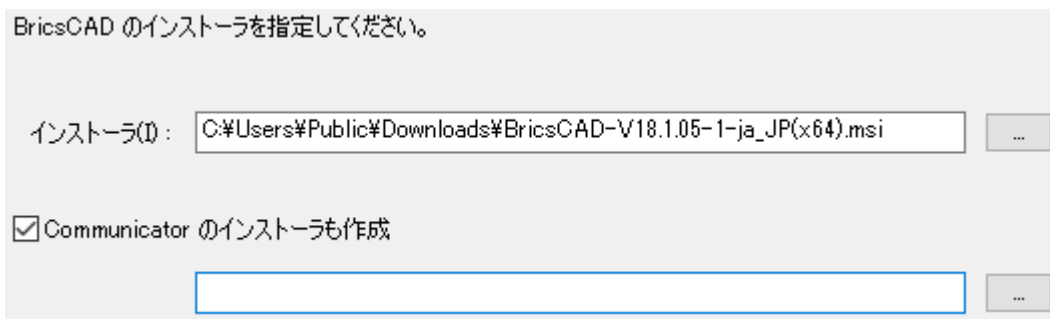 BricsCAD のインストーラを指定してください。
インストーラ(I) : C:¥Users¥Public¥Downloads¥BricsCAD-V18.1.05-1-ja_JP(x64).msi ...
Communicator のインストーラも作成
...